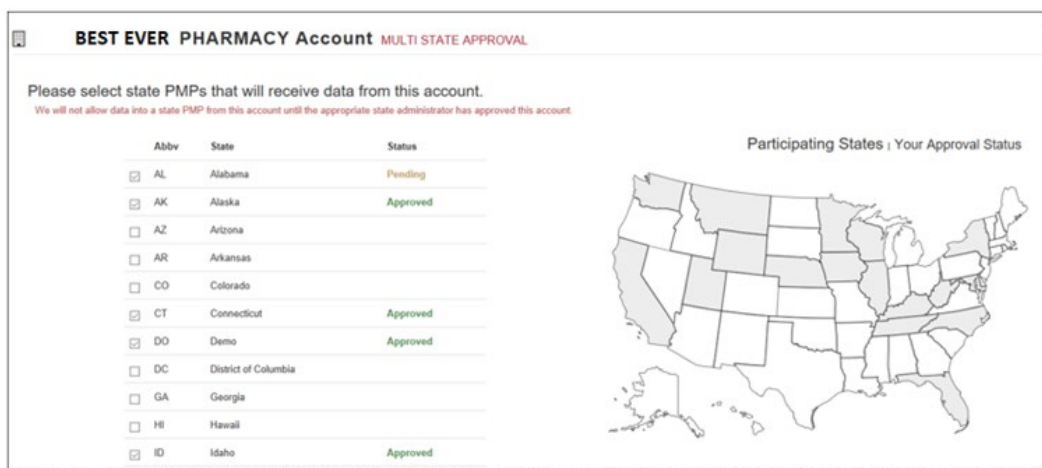 BEST EVER PHARMACY Account MULTI STATE APPROVAL
Please select state PMPs that will receive data from this account.
We will not allow data into a state PMP from this account until the appropriate state administrator has approved this account.
Participating States | Your Approval Status
Abbv State Status
AL Alabama Pending
AK Alaska Approved
AZ Arizona
AR Arkansas
CO Colorado
CT Connecticut Approved
DO Demo Approved
DC District of Columbia
GA Georgia
HI Hawaii
ID Idaho Approved